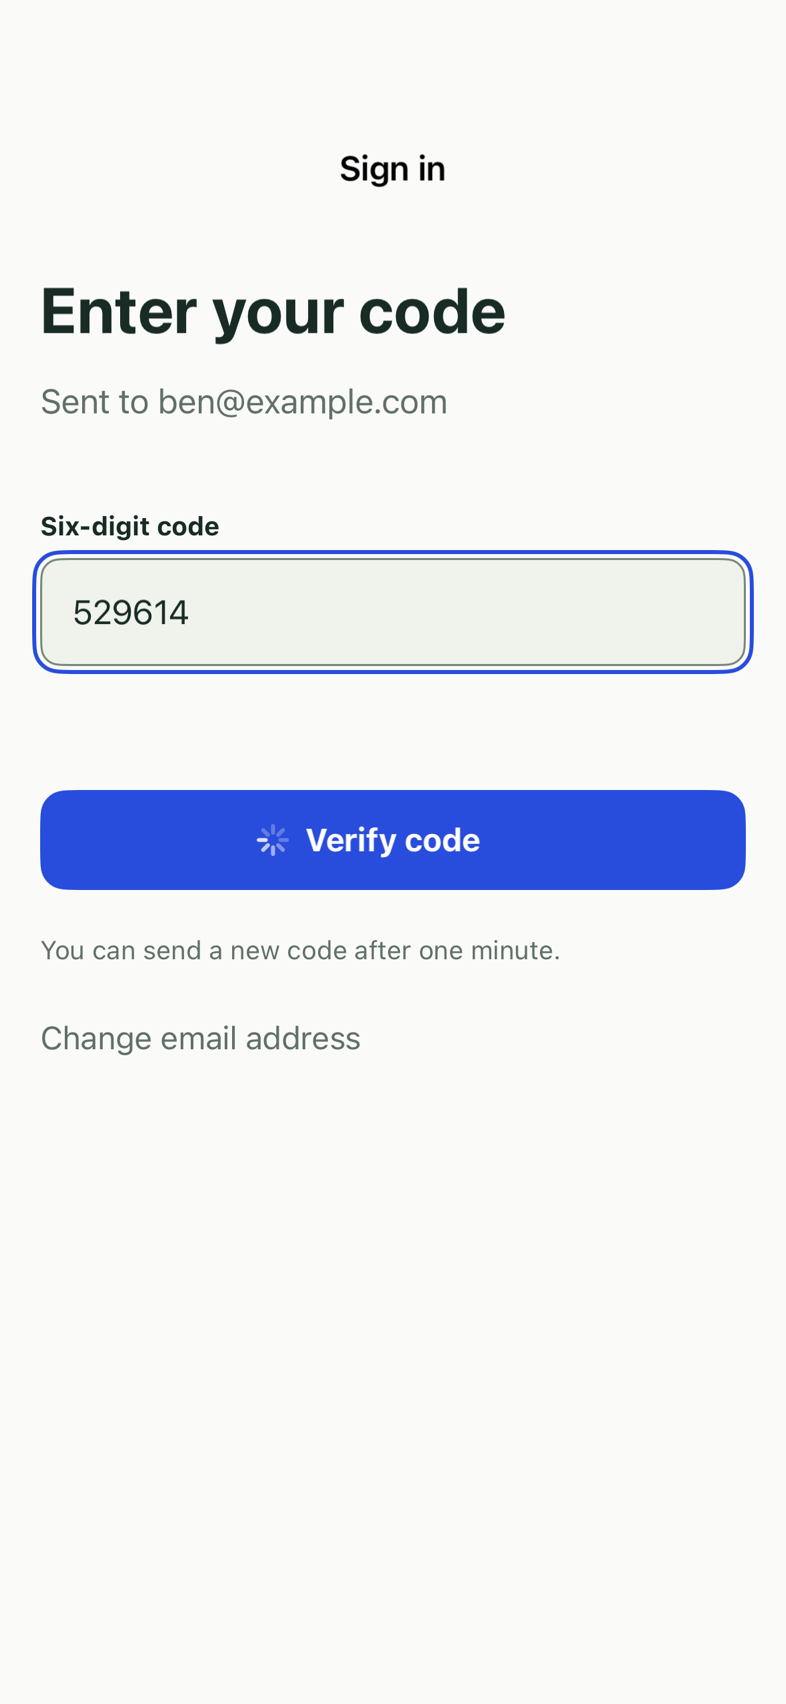 Sign in
Enter your code
Sent to ben@example.com
Six-digit code
529614
Verify code
You can send a new code after one minute.
Change email address